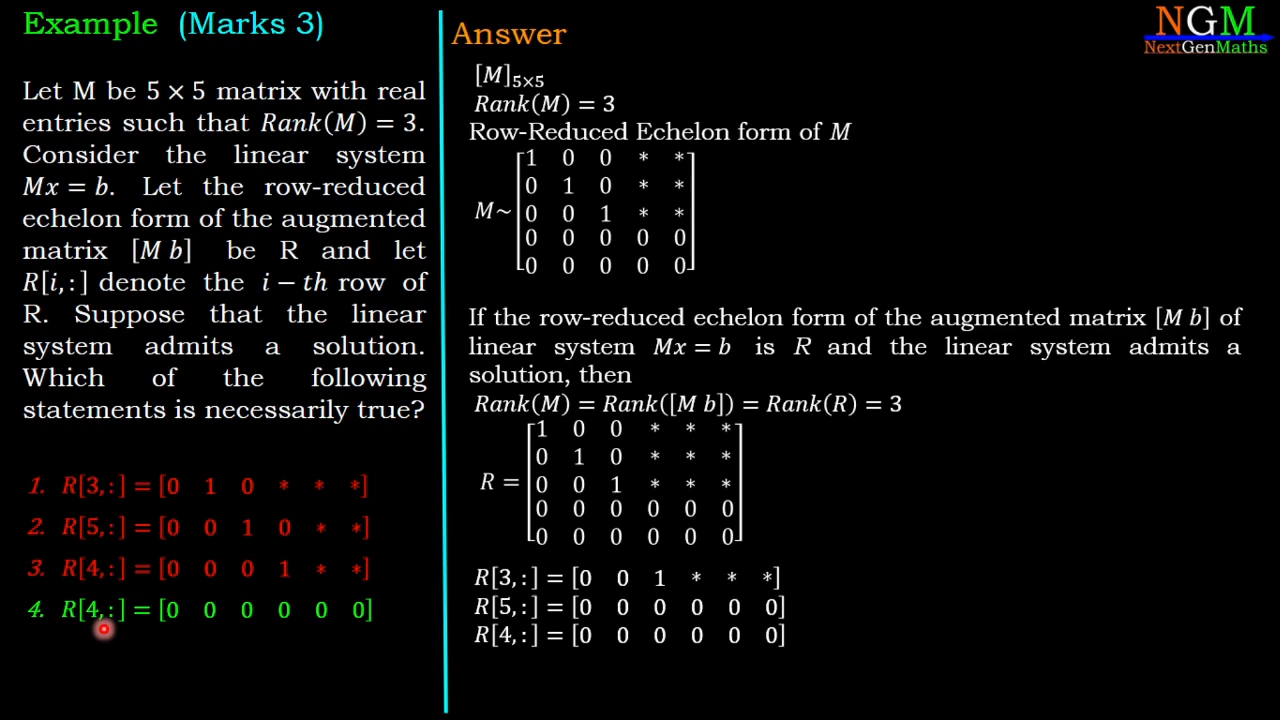 Example (Marks 3)
Let M be 5 × 5 matrix with real
entries such that Rank(M) = 3.
Consider the linear system
Mx = b. Let the row-reduced
echelon form of the augmented
matrix [M b] be R and let
R[i,:] denote the i − th row of
R. Suppose that the linear
system admits a solution.
Which of the following
statements is necessarily true?
1. R[3,:] = [0 1 0 * * *]
2. R[5,:] = [0 0 1 0 * *]
3. R[4,:] = [0 0 0 1 * *]
4. R[4,:] = [0 0 0 0 0 0]
Answer
[M]5×5
Rank(M) = 3
Row-Reduced Echelon form of M
M~
1 0 0 * *
0 1 0 * *
0 0 1 * *
0 0 0 0 0
0 0 0 0 0
If the row-reduced echelon form of the augmented matrix [M b] of
linear system Mx = b is R and the linear system admits a
solution, then
Rank(M) = Rank([M b]) = Rank(R) = 3
R =
1 0 0 * * *
0 1 0 * * *
0 0 1 * * *
0 0 0 0 0 0
0 0 0 0 0 0
R[3,:] = [0 0 1 * * *]
R[5,:] = [0 0 0 0 0 0]
R[4,:] = [0 0 0 0 0 0]
NGM
NextGenMaths